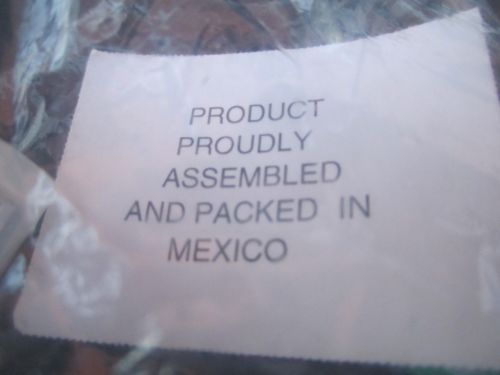 PRODUCT
PROUDLY
ASSEMBLED
AND PACKED IN
MEXICO